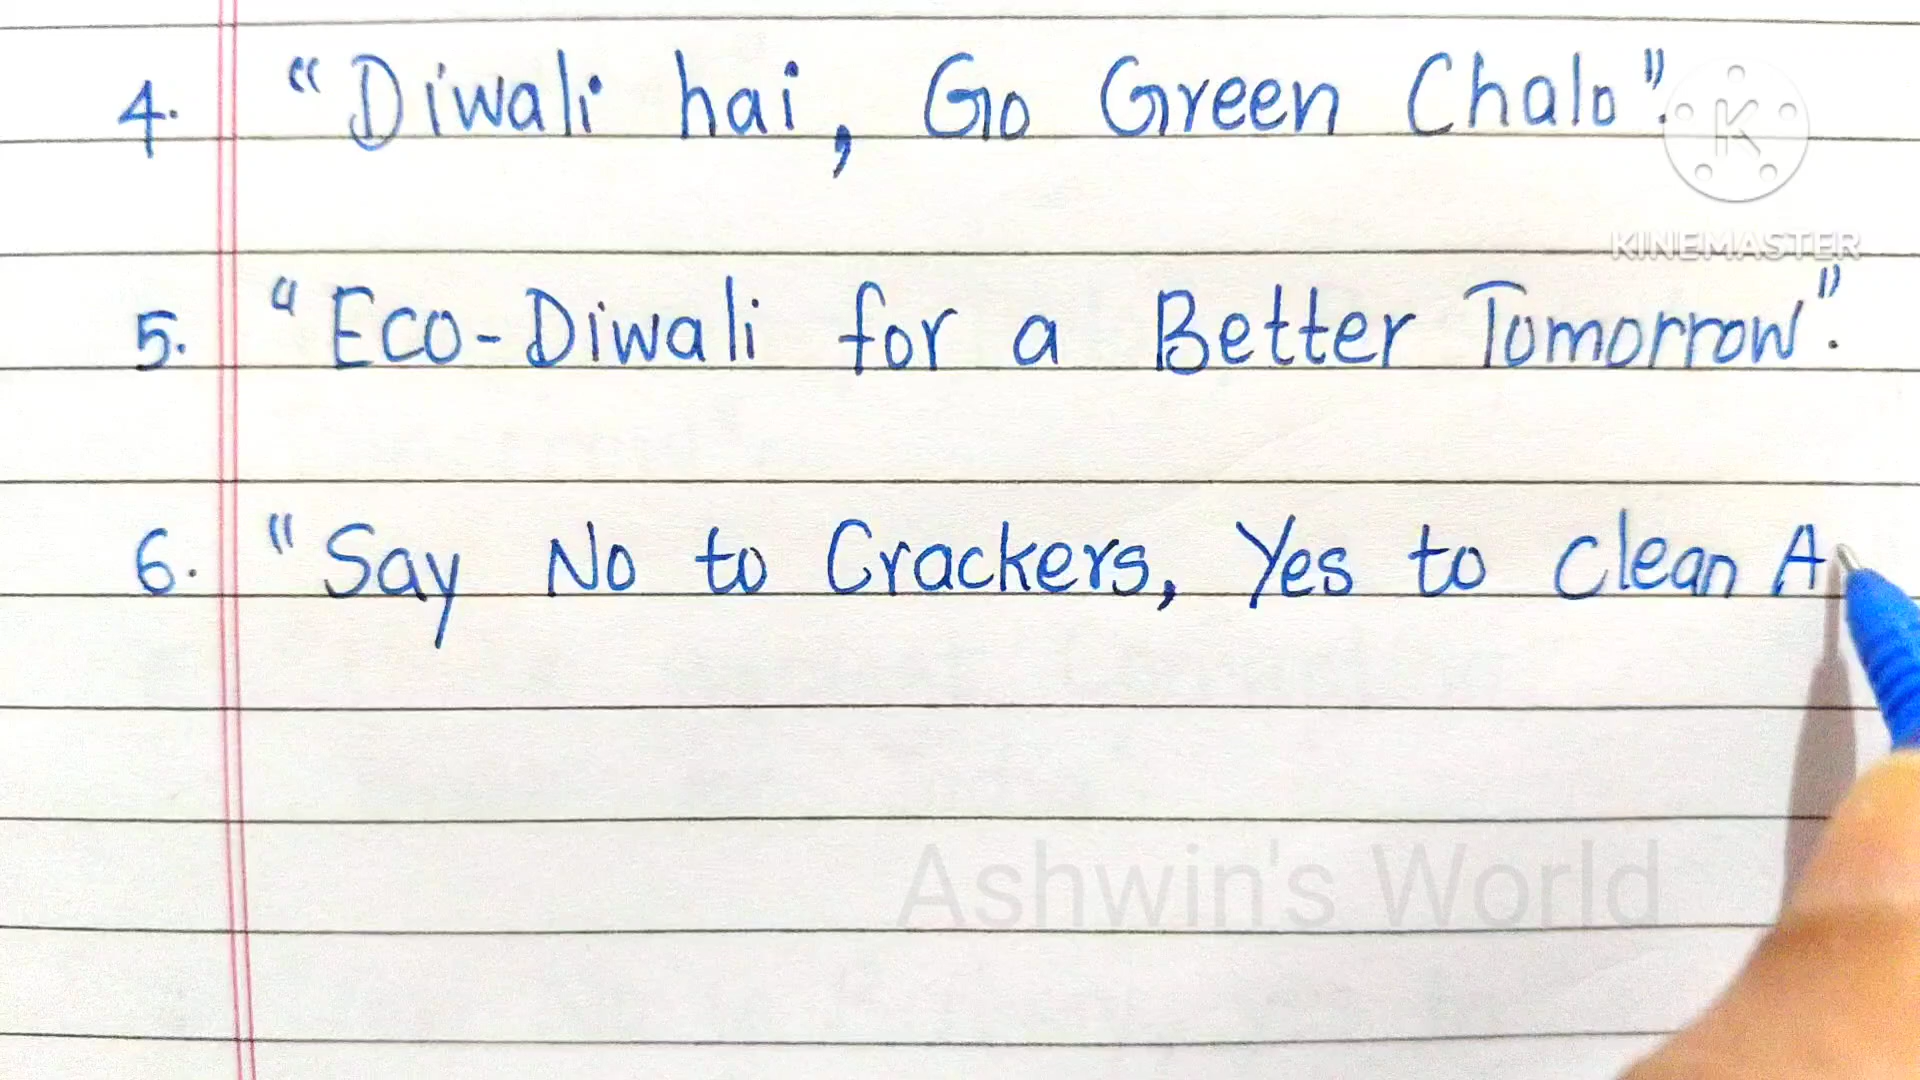 4. "Diwali hai, Go Green Chalo".
KINEMASTER
5. "Eco-Diwali for a Better Tomorrow".
6. "Say No to Crackers, Yes to Clean A
Ashwin's World